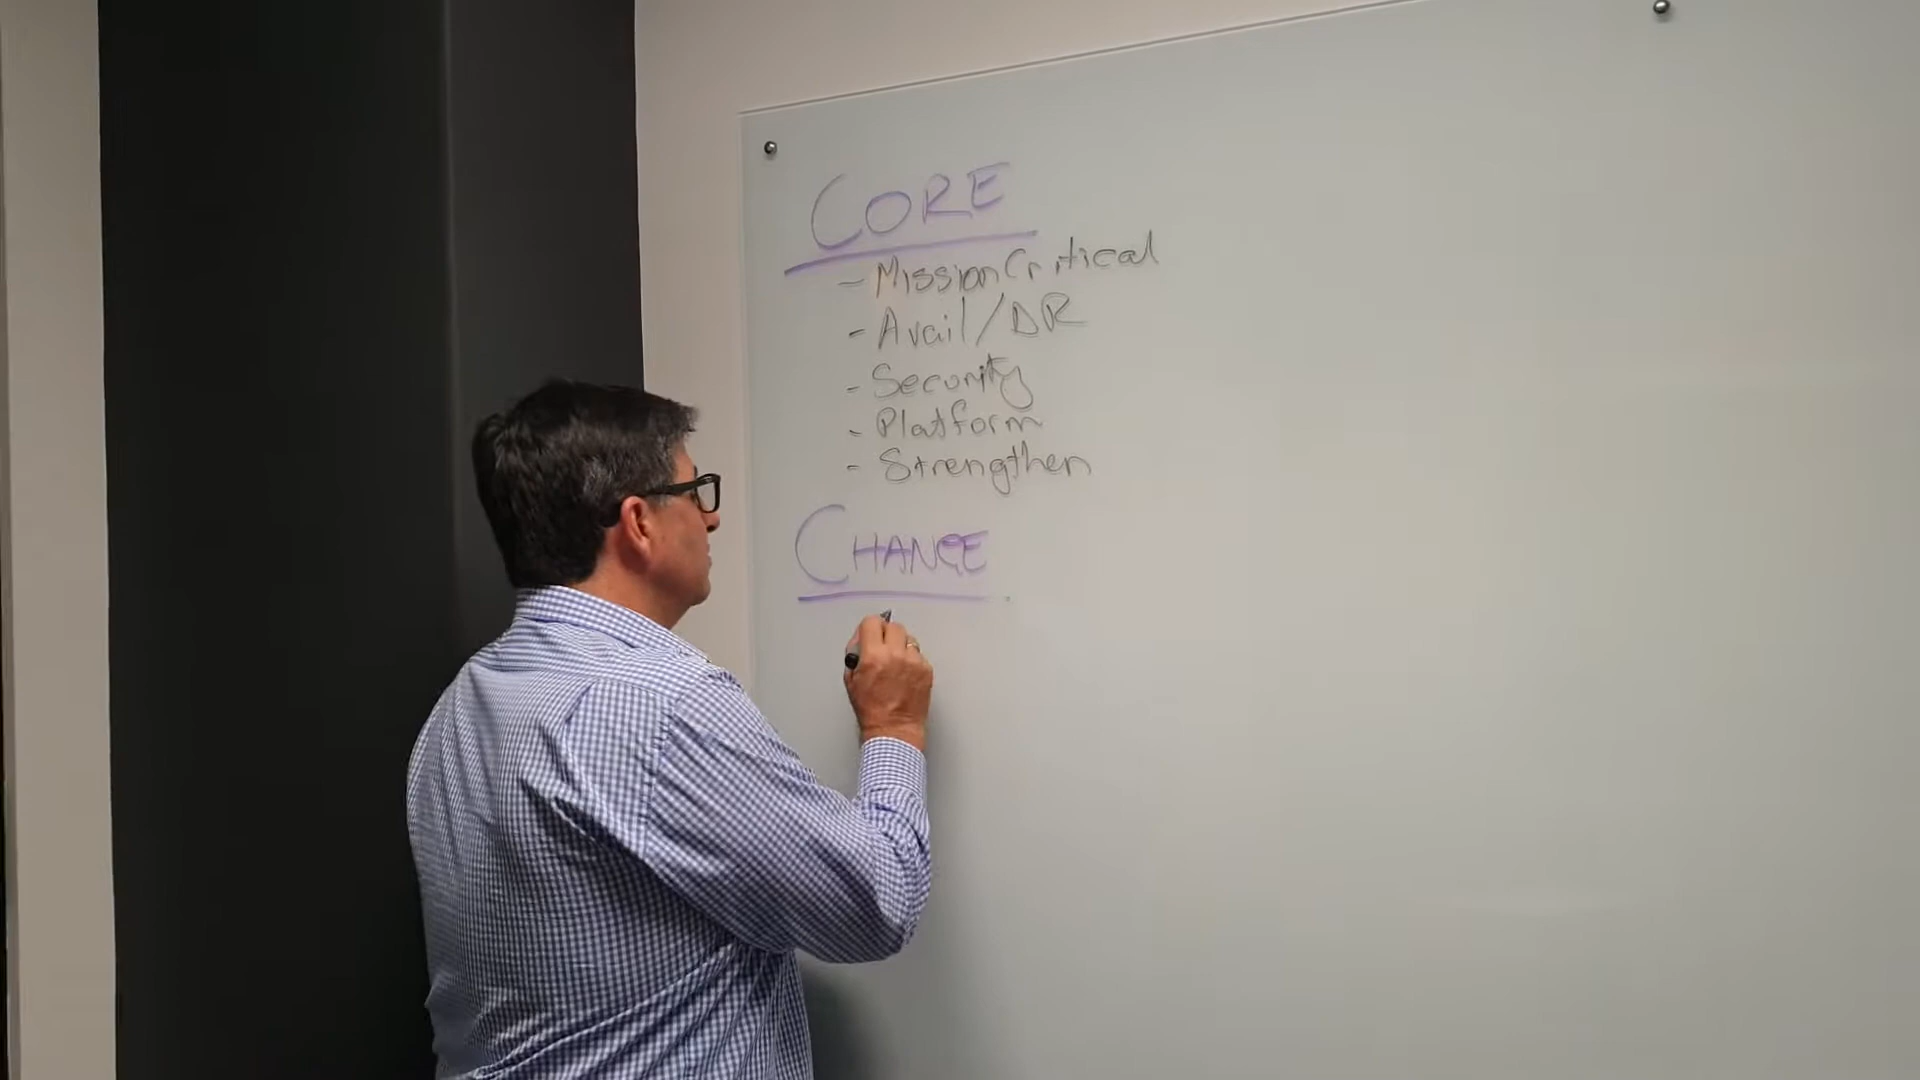 CORE
- Mission Critical
- Avail/DR
- Security
- Platform
- Strengthen
CHANGE